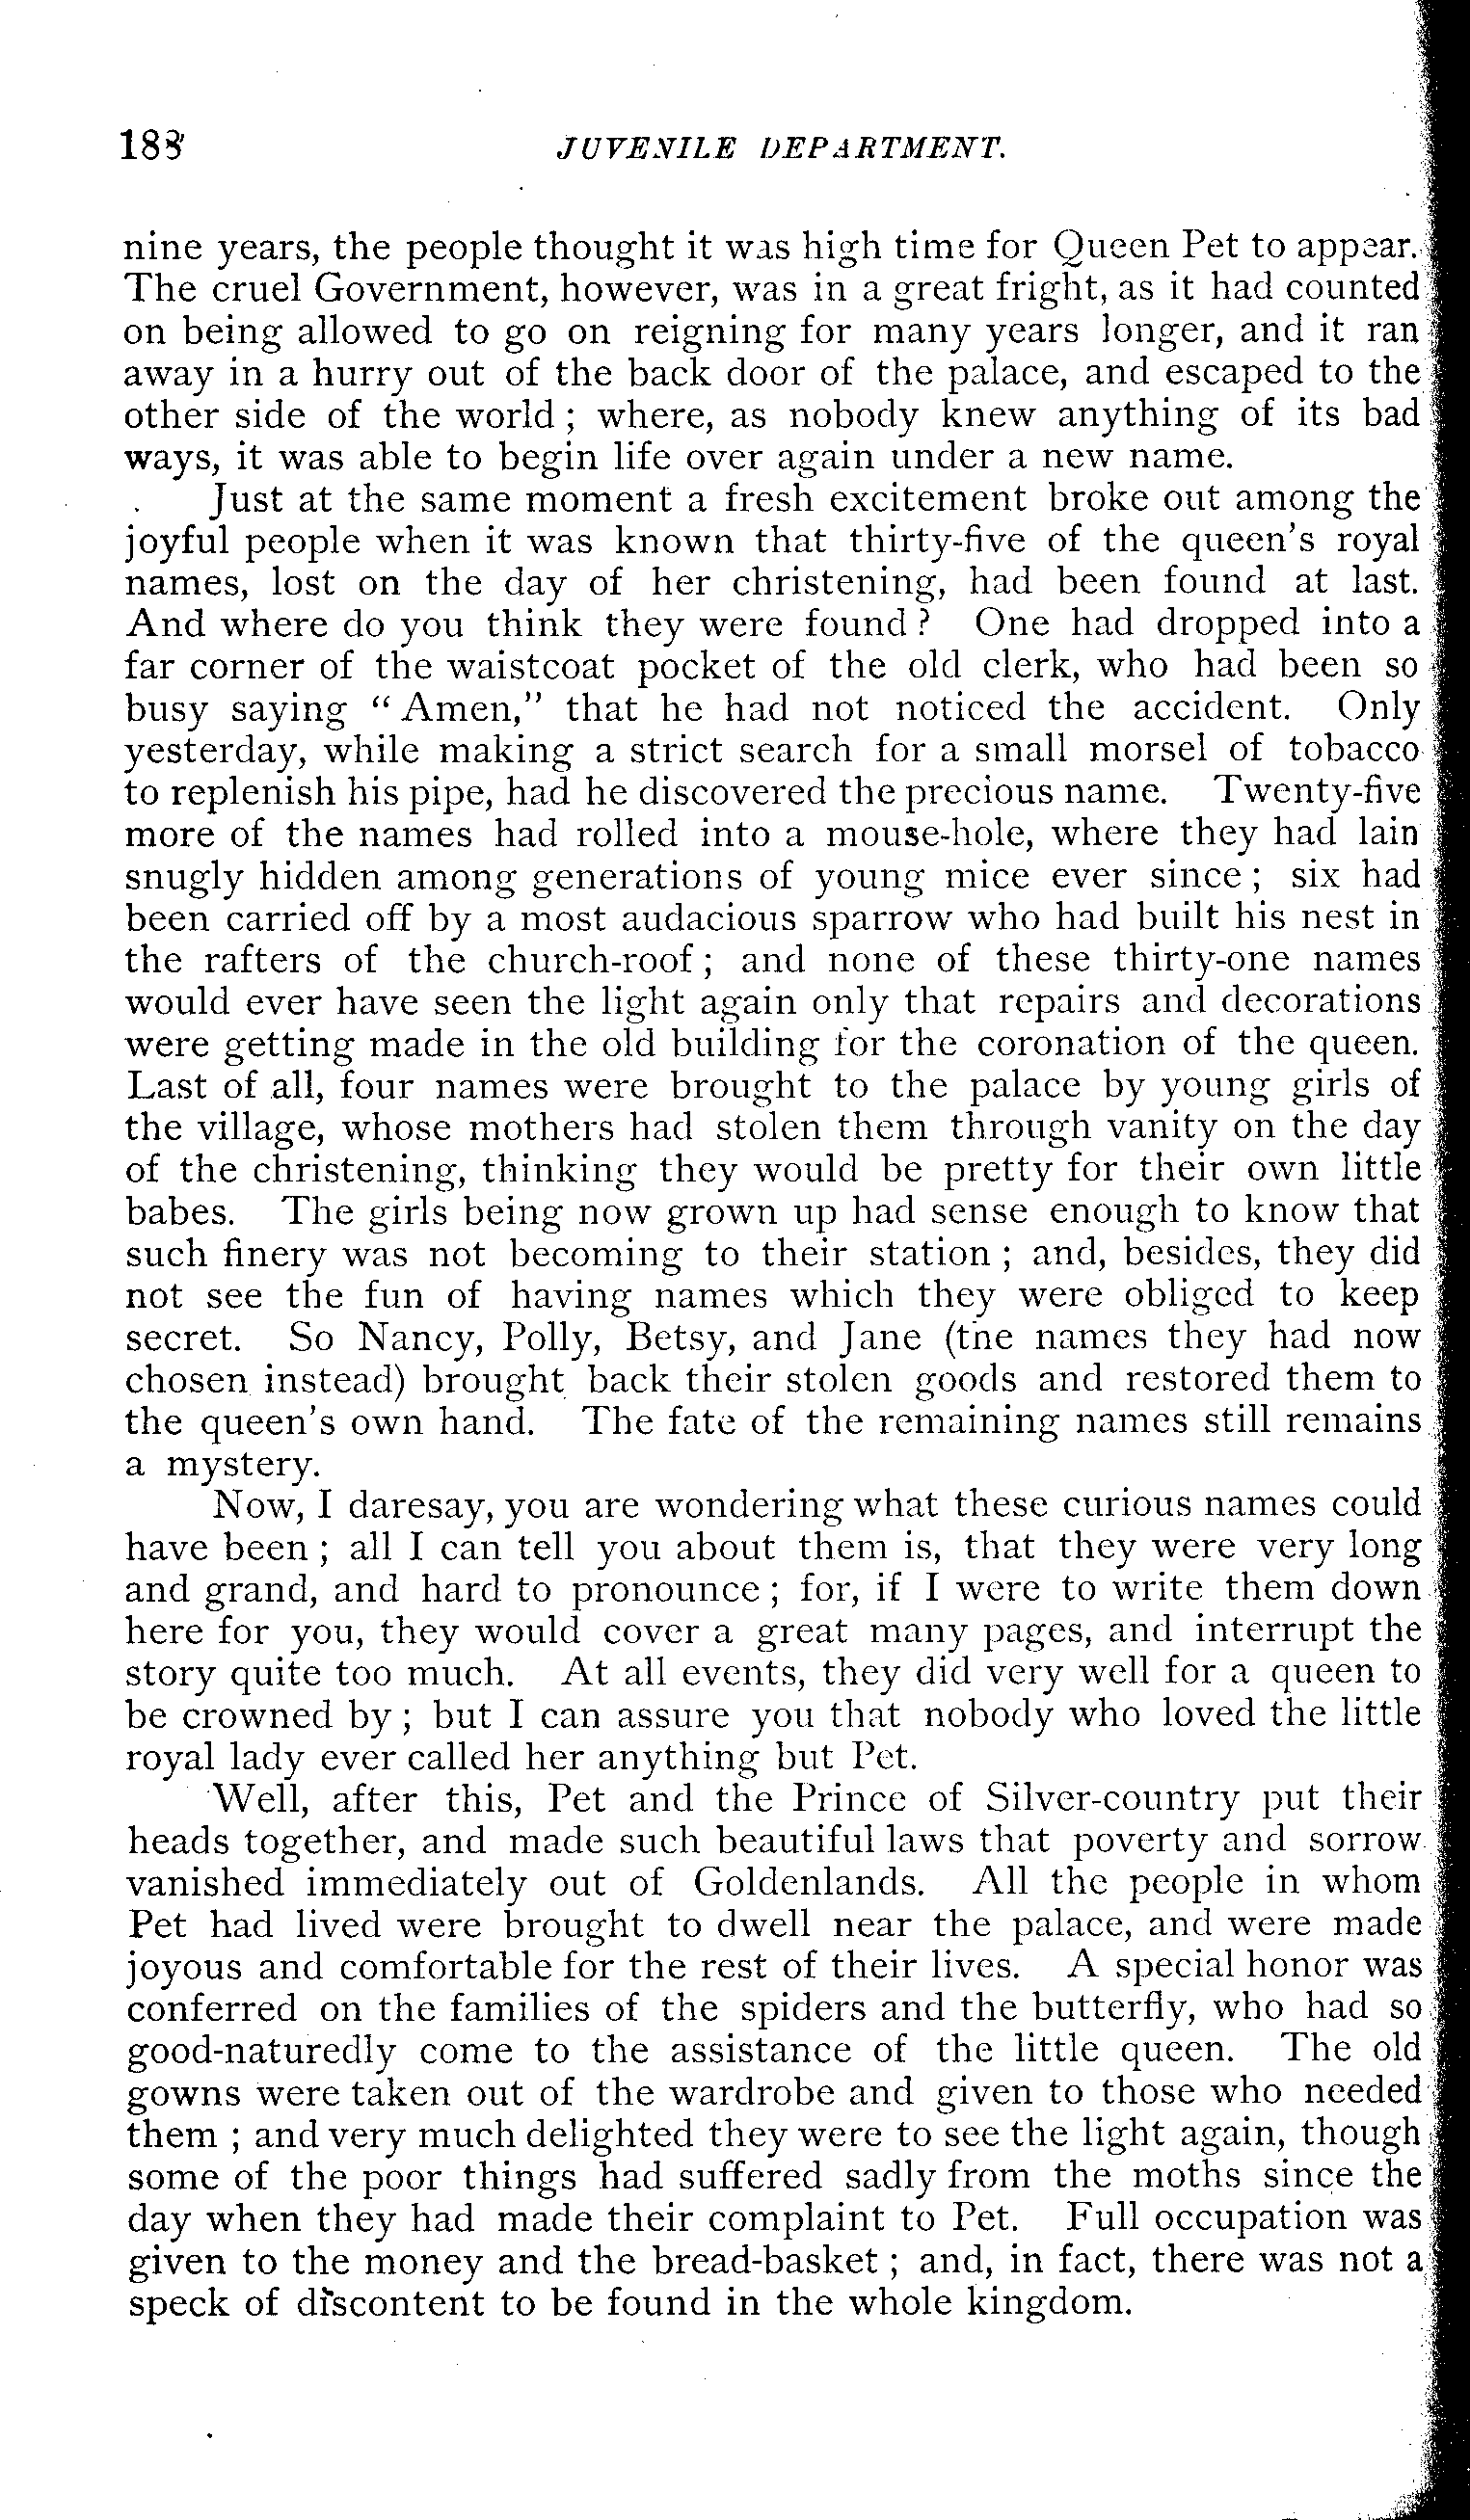 188 JUVENILE DEPARTMENT.
nine years, the people thought it was high time for Queen Pet to appear.
The cruel Government, however, was in a great fright, as it had counted
on being allowed to go on reigning for many years longer, and it ran
away in a hurry out of the back door of the palace, and escaped to the
other side of the world ; where, as nobody knew anything of its bad
ways, it was able to begin life over again under a new name.
Just at the same moment a fresh excitement broke out among the
joyful people when it was known that thirty-five of the queen's royal
names, lost on the day of her christening, had been found at last.
And where do you think they were found ? One had dropped into a
far corner of the waistcoat pocket of the old clerk, who had been so
busy saying “ Amen,” that he had not noticed the accident. Only
yesterday, while making a strict search for a small morsel of tobacco
to replenish his pipe, had he discovered the precious name. Twenty-five
more of the names had rolled into a mouse-hole, where they had lain
snugly hidden among generations of young mice ever since ; six had
been carried off by a most audacious sparrow who had built his nest in
the rafters of the church-roof ; and none of these thirty-one names
would ever have seen the light again only that repairs and decorations
were getting made in the old building for the coronation of the queen.
Last of all, four names were brought to the palace by young girls of
the village, whose mothers had stolen them through vanity on the day
of the christening, thinking they would be pretty for their own little
babes. The girls being now grown up had sense enough to know that
such finery was not becoming to their station ; and, besides, they did
not see the fun of having names which they were obliged to keep
secret. So Nancy, Polly, Betsy, and Jane (the names they had now
chosen instead) brought back their stolen goods and restored them to
the queen's own hand. The fate of the remaining names still remains
a mystery.
Now, I daresay, you are wondering what these curious names could
have been ; all I can tell you about them is, that they were very long
and grand, and hard to pronounce ; for, if I were to write them down
here for you, they would cover a great many pages, and interrupt the
story quite too much. At all events, they did very well for a queen to
be crowned by ; but I can assure you that nobody who loved the little
royal lady ever called her anything but Pet.
Well, after this, Pet and the Prince of Silver-country put their
heads together, and made such beautiful laws that poverty and sorrow
vanished immediately out of Goldenlands. All the people in whom
Pet had lived were brought to dwell near the palace, and were made
joyous and comfortable for the rest of their lives. A special honor was
conferred on the families of the spiders and the butterfly, who had so
good-naturedly come to the assistance of the little queen. The old
gowns were taken out of the wardrobe and given to those who needed
them ; and very much delighted they were to see the light again, though
some of the poor things had suffered sadly from the moths since the
day when they had made their complaint to Pet. Full occupation was
given to the money and the bread-basket ; and, in fact, there was not a
speck of discontent to be found in the whole kingdom.